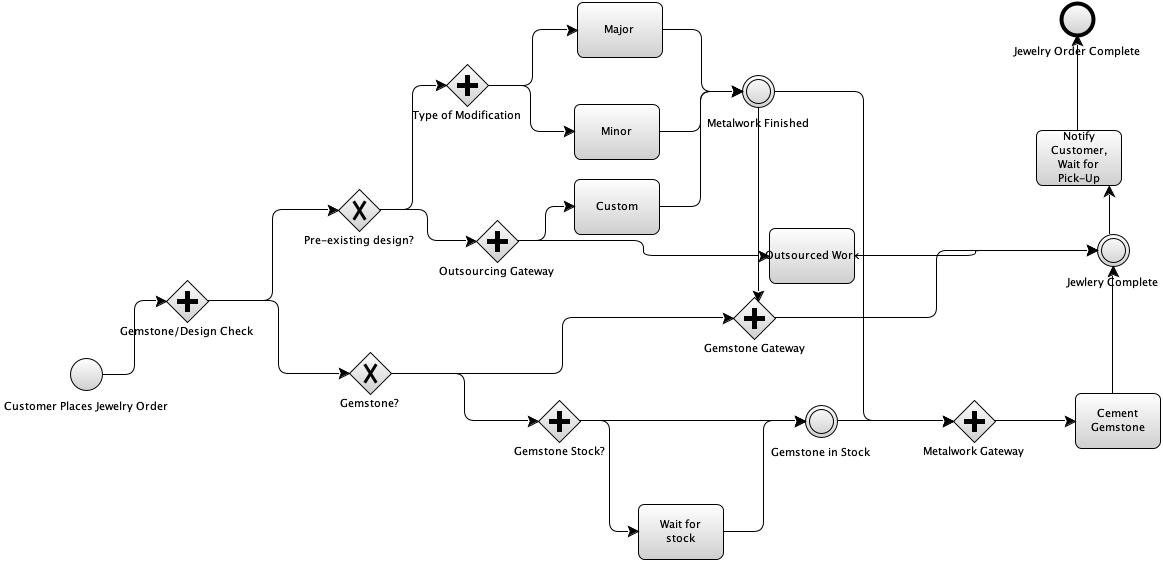 Major
Jewelry Order Complete
Type of Modification
Metalwork Finished
Minor
Notify
Customer,
Wait for
Pick-Up
Custom
Pre-existing design?
Outsourcing Gateway
Outsourced Work
Jewlery Complete
Gemstone/Design Check
Gemstone Gateway
Customer Places Jewelry Order
Gemstone?
Cement
Gemstone
Gemstone Stock?
Gemstone in Stock
Metalwork Gateway
Wait for
stock